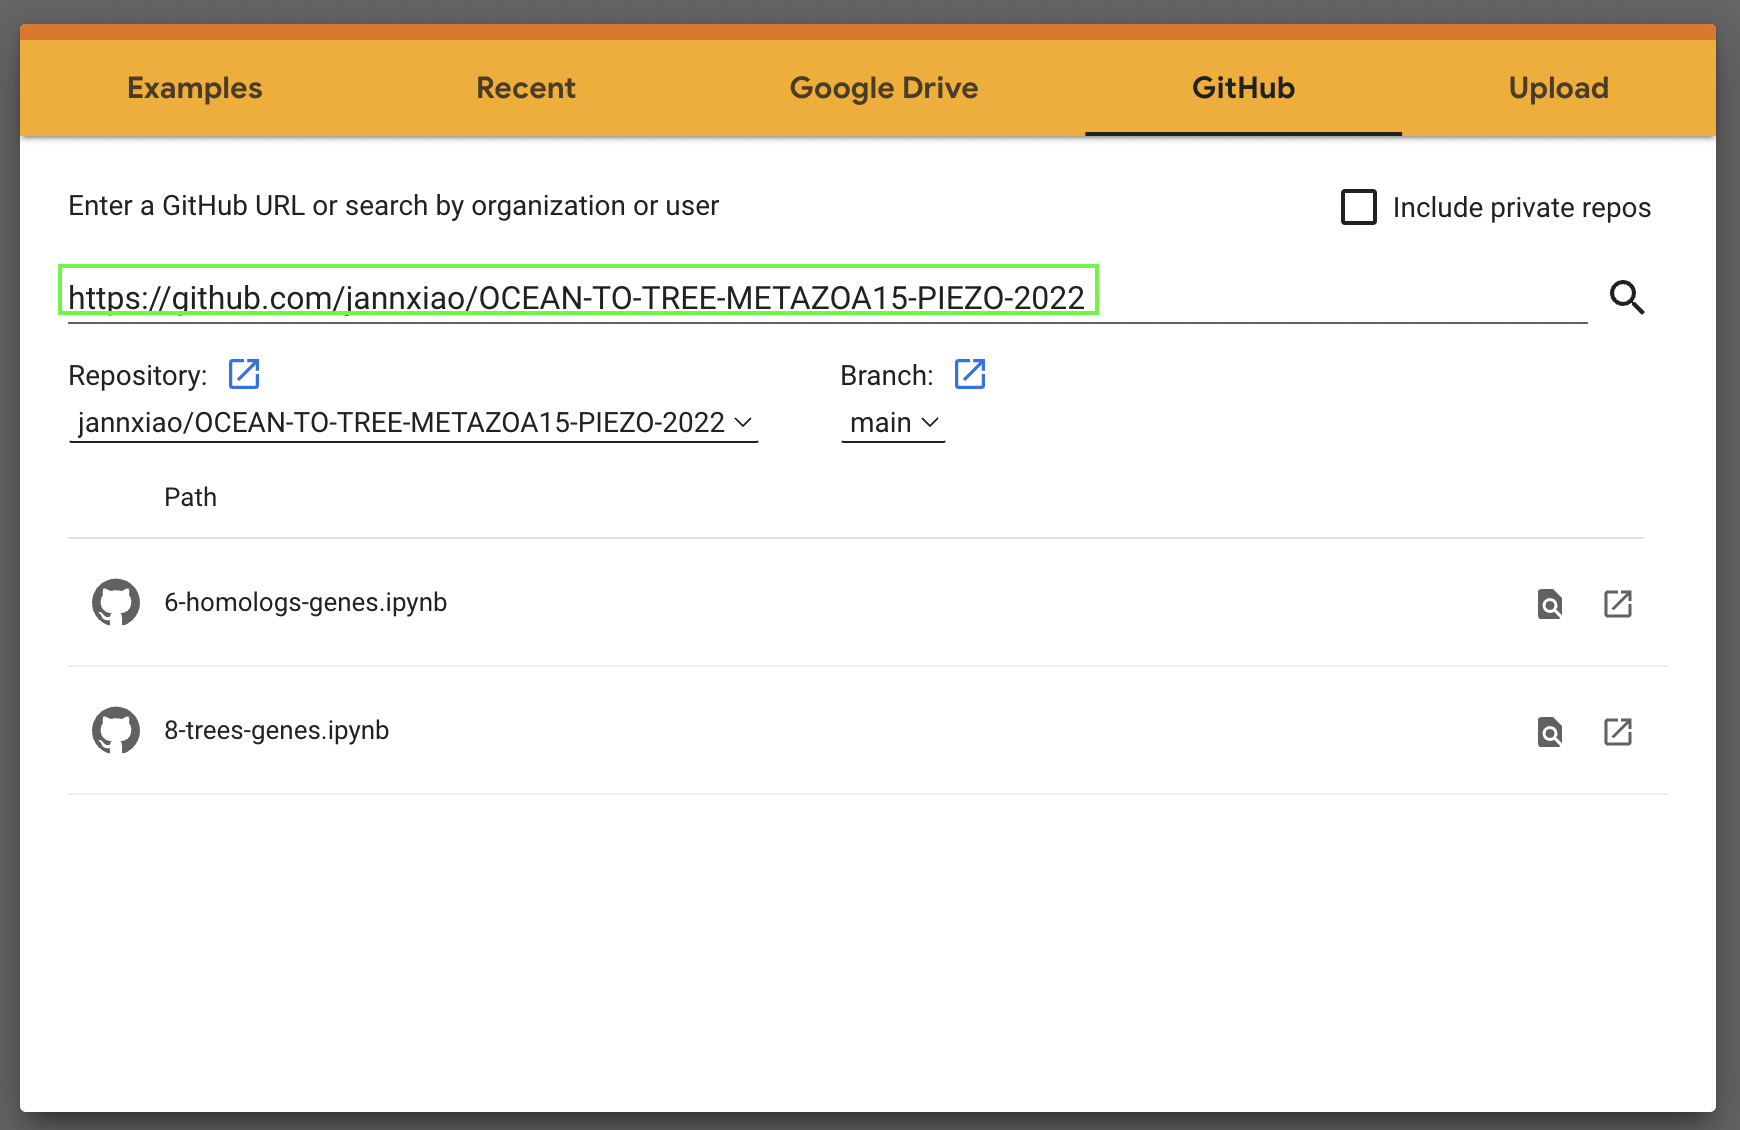 Examples Recent Google Drive GitHub Upload
Enter a GitHub URL or search by organization or user Include private repos
https://github.com/jannxiao/OCEAN-TO-TREE-METAZOA15-PIEZO-2022
Repository: Branch:
jannxiao/OCEAN-TO-TREE-METAZOA15-PIEZO-2022 main
Path
6-homologs-genes.ipynb
8-trees-genes.ipynb